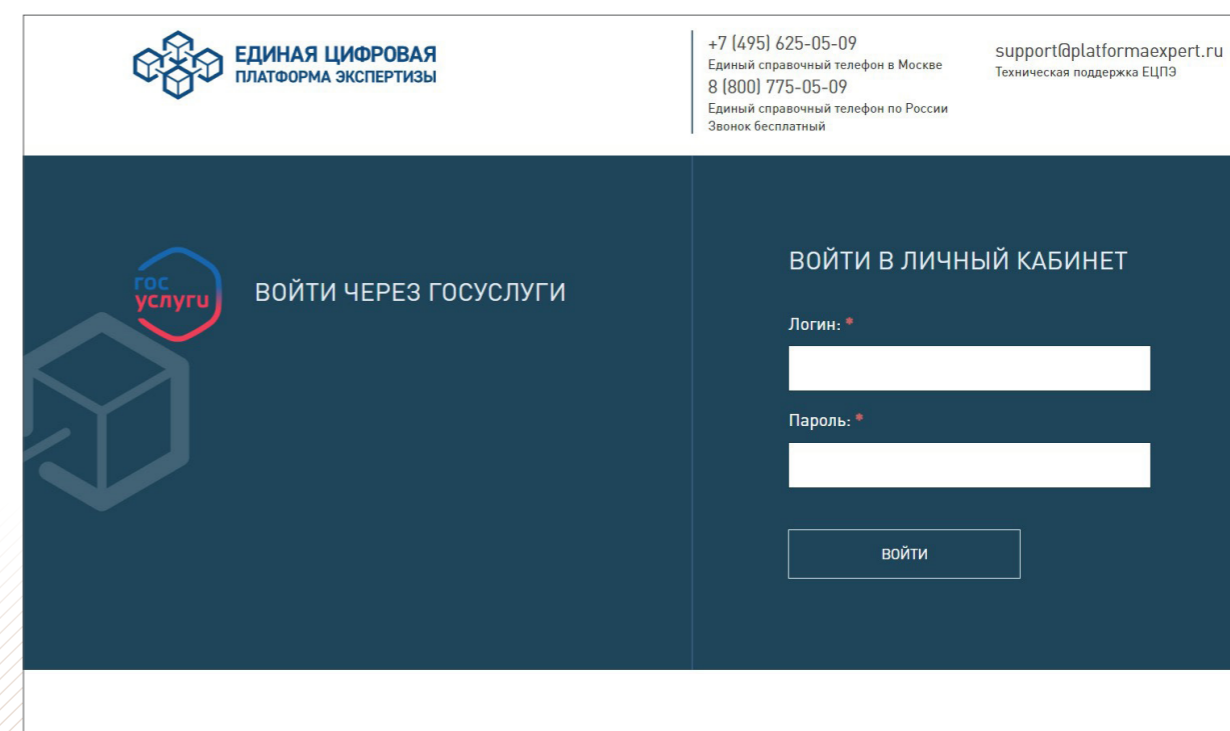 ЕДИНАЯ ЦИФРОВАЯ
ПЛАТФОРМА ЭКСПЕРТИЗЫ
+7 (495) 625-05-09
Единый справочный телефон в Москве
8 (800) 775-05-09
Единый справочный телефон по России
Звонок бесплатный
support@platformaexpert.ru
Техническая поддержка ЕЦПЭ
гос
услуги
ВОЙТИ ЧЕРЕЗ ГОСУСЛУГИ
ВОЙТИ В ЛИЧНЫЙ КАБИНЕТ
Логин: *
Пароль: *
ВОЙТИ